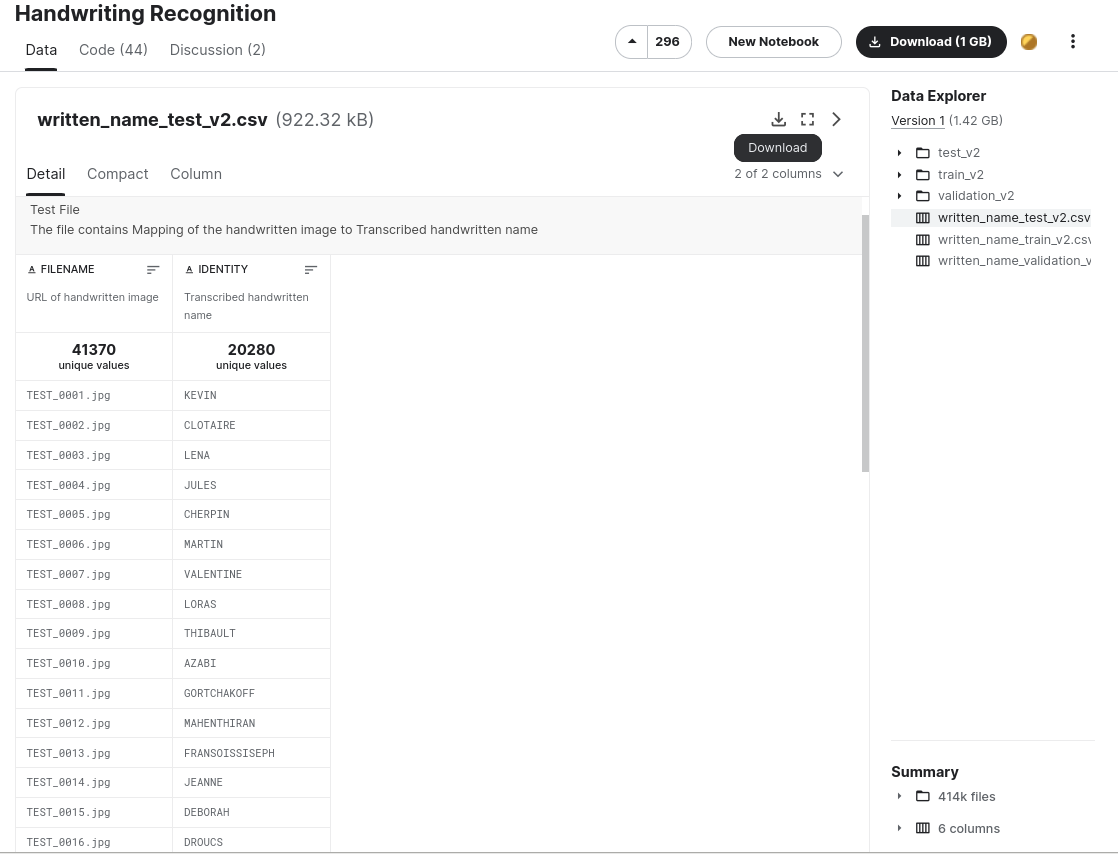 Handwriting Recognition
Data Code (44) Discussion (2)
296 New Notebook Download (1 GB)
written_name_test_v2.csv (922.32 kB)
Download
Detail Compact Column
2 of 2 columns
Test File
The file contains Mapping of the handwritten image to Transcribed handwritten name
A FILENAME A IDENTITY
URL of handwritten image Transcribed handwritten
name
41370 20280
unique values unique values
TEST_0001.jpg KEVIN
TEST_0002.jpg CLOTAIRE
TEST_0003.jpg LENA
TEST_0004.jpg JULES
TEST_0005.jpg CHERPIN
TEST_0006.jpg MARTIN
TEST_0007.jpg VALENTINE
TEST_0008.jpg LORAS
TEST_0009.jpg THIBAULT
TEST_0010.jpg AZABI
TEST_0011.jpg GORTCHAKOFF
TEST_0012.jpg MAHENTHIRAN
TEST_0013.jpg FRANSOISSISEPH
TEST_0014.jpg JEANNE
TEST_0015.jpg DEBORAH
TEST_0016.jpg DROUCS
Data Explorer
Version 1 (1.42 GB)
test_v2
train_v2
validation_v2
written_name_test_v2.csv
written_name_train_v2.csv
written_name_validation_v
Summary
414k files
6 columns